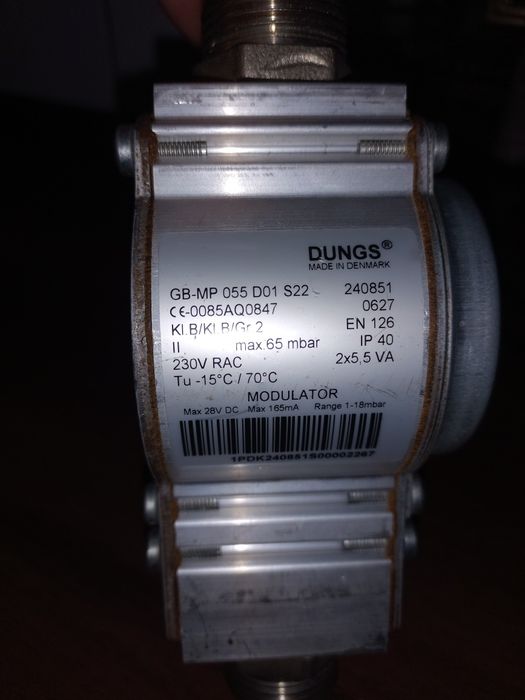 DUNGS®
MADE IN DENMARK
GB-MP 055 D01 S22 240851
CE-0085AQ0847 0627
Kl.B/Kl.B/Gr 2 EN 126
II max.65 mbar IP 40
230V RAC 2x5,5 VA
Tu -15°C / 70°C
MODULATOR
Max 28V DC Max 165mA Range 1-18mbar
1PDK240851S00002267